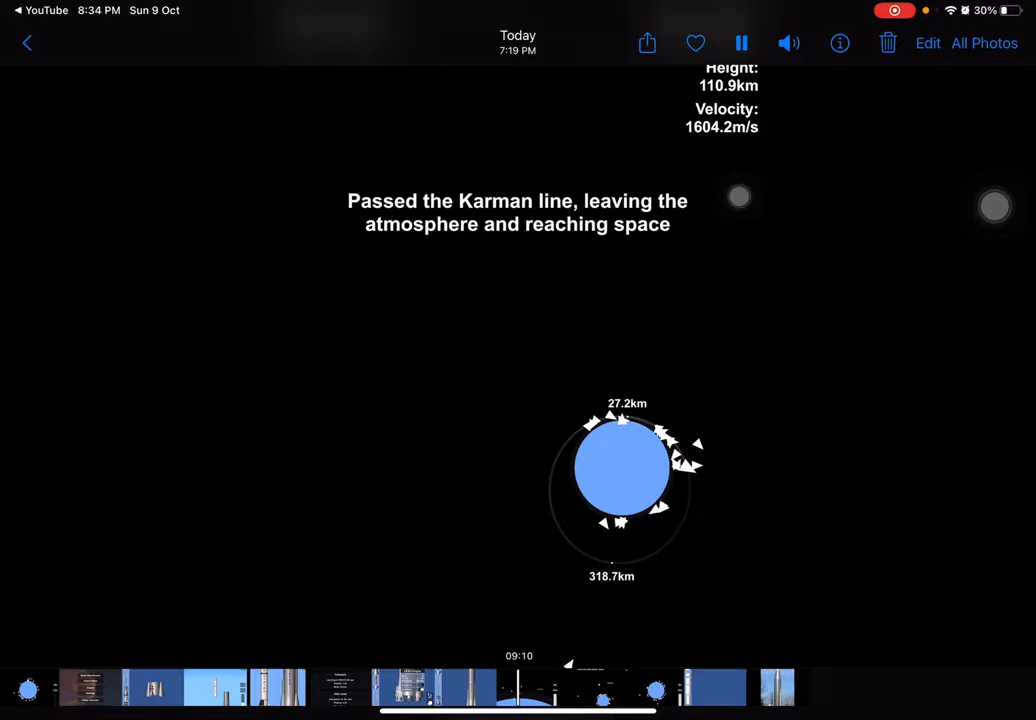 YouTube 8:34 PM Sun 9 Oct
30%
Today
7:19 PM
Edit All Photos
Height:
110.9km
Velocity:
1604.2m/s
Passed the Karman line, leaving the
atmosphere and reaching space
27.2km
318.7km
09:10